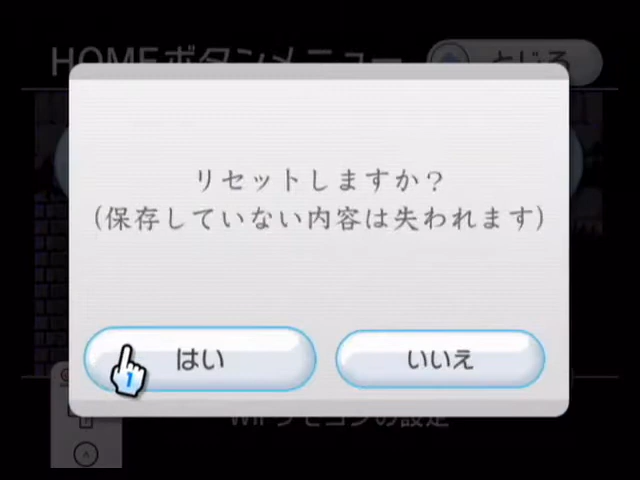 HOMEボタンメニュー
とじる
リセットしますか？
(保存していない内容は失われます)
はい
いいえ
1
Wiiリモコンの設定
A